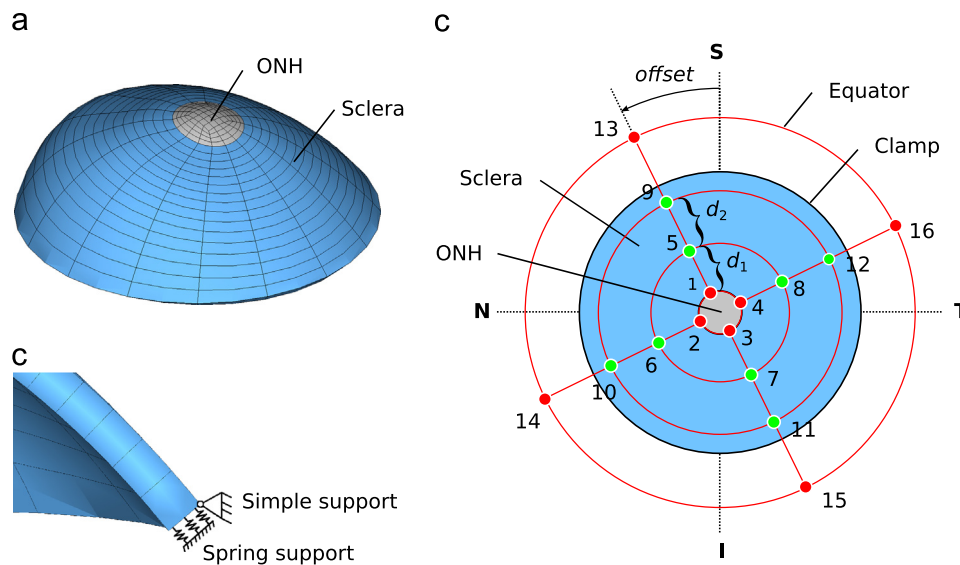 a
ONH
Sclera
c
Simple support
Spring support
c
S
offset
Equator
13
Clamp
Sclera
9
d2
16
5
ONH
d1
12
1
8
4
N
T
2
3
6
7
10
14
11
15
I